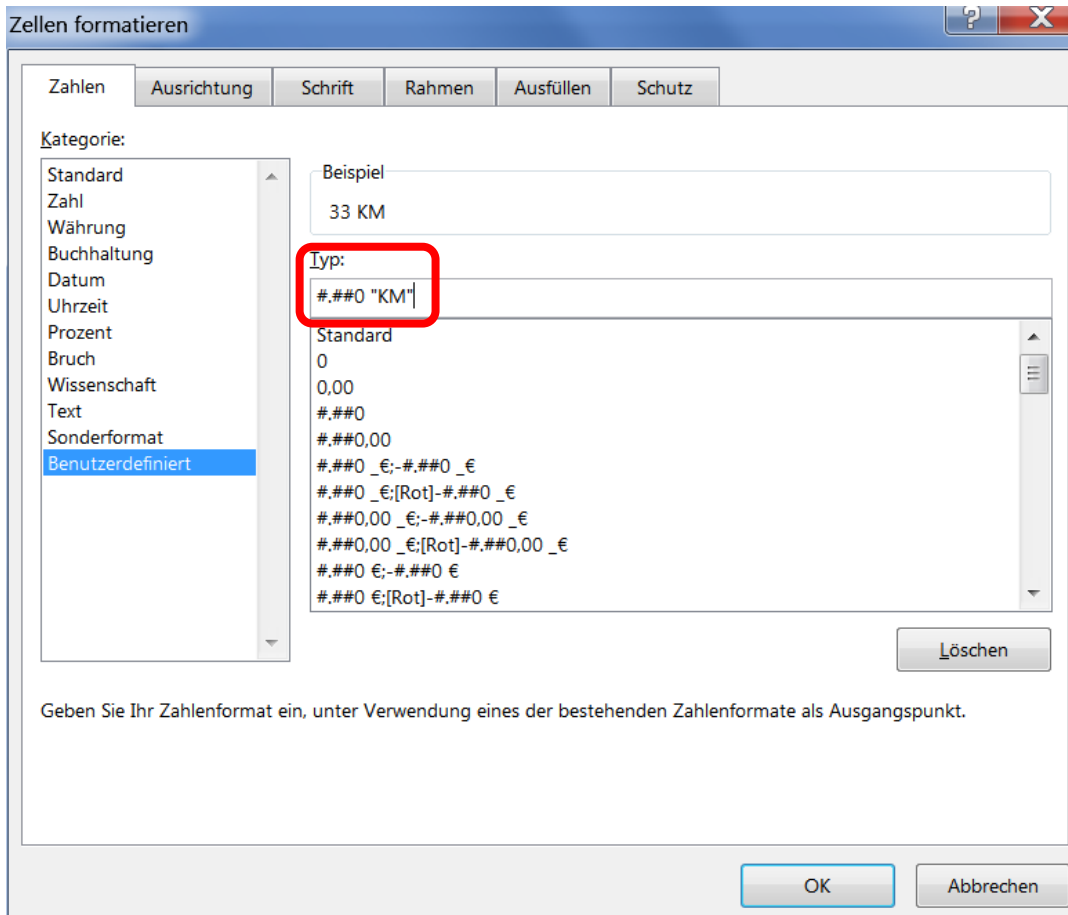 Zellen formatieren
Zahlen Ausrichtung Schrift Rahmen Ausfüllen Schutz
Kategorie:
Standard
Zahl
Währung
Buchhaltung
Datum
Uhrzeit
Prozent
Bruch
Wissenschaft
Text
Sonderformat
Benutzerdefiniert
Beispiel
33 KM
Typ:
#.##0 "KM"
Standard
0
0,00
#.##0
#.##0,00
#.##0 _€;-#.##0 _€
#.##0 _€;[Rot]-#.##0 _€
#.##0,00 _€;-#.##0,00 _€
#.##0,00 _€;[Rot]-#.##0,00 _€
#.##0 €;-#.##0 €
#.##0 €;[Rot]-#.##0 €
Löschen
Geben Sie Ihr Zahlenformat ein, unter Verwendung eines der bestehenden Zahlenformate als Ausgangspunkt.
OK Abbrechen